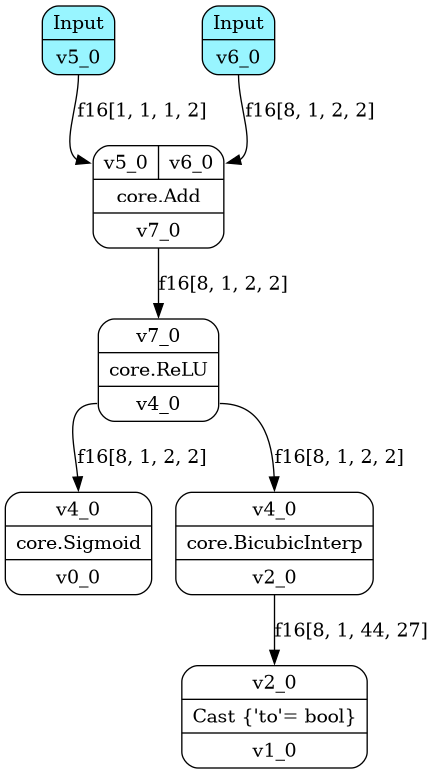 Input
v5_0
Input
v6_0
f16[1, 1, 1, 2]
f16[8, 1, 2, 2]
v5_0 v6_0
core.Add
v7_0
f16[8, 1, 2, 2]
v7_0
core.ReLU
v4_0
f16[8, 1, 2, 2]
f16[8, 1, 2, 2]
v4_0
core.Sigmoid
v0_0
v4_0
core.BicubicInterp
v2_0
f16[8, 1, 44, 27]
v2_0
Cast {'to'= bool}
v1_0